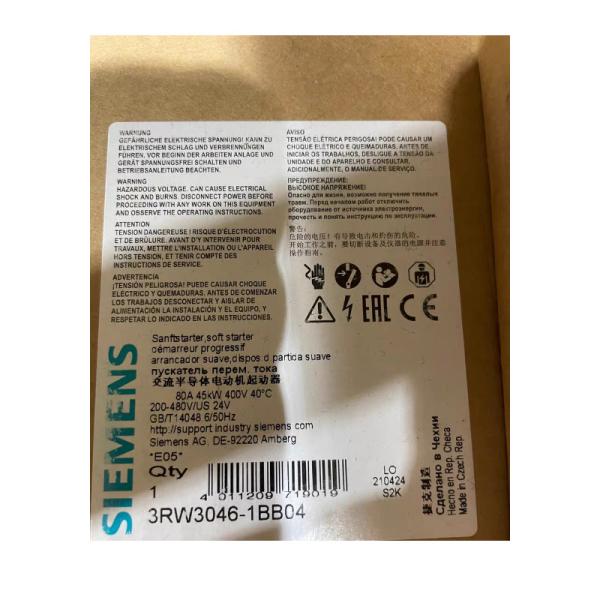 WARNUNG
GEFÄHRLICHE ELEKTRISCHE SPANNUNG! KANN ZU
ELEKTRISCHEM SCHLAG UND VERBRENNUNGEN
FÜHREN. VOR BEGINN DER ARBEITEN ANLAGE UND
GERÄT SPANNUNGSFREI SCHALTEN UND
BETRIEBSANLEITUNG BEACHTEN.
WARNING
HAZARDOUS VOLTAGE. CAN CAUSE ELECTRICAL
SHOCK AND BURNS. DISCONNECT POWER BEFORE
PROCEEDING WITH ANY WORK ON THIS EQUIPMENT
AND OBSERVE THE OPERATING INSTRUCTIONS.
ATTENTION
TENSION DANGEREUSE ! RISQUE D'ÉLECTROCUTION
ET DE BRÛLURE. AVANT D'Y INTERVENIR POUR
TRAVAUX, METTRE L'INSTALLATION OU L'APPAREIL
HORS TENSION, ET TENIR COMPTE DES
INSTRUCTIONS DE SERVICE.
ADVERTENCIA
¡TENSIÓN PELIGROSA! PUEDE CAUSAR CHOQUE
ELÉCTRICO Y QUEMADURAS, ANTES DE COMENZAR
LOS TRABAJOS DESCONECTAR Y AISLAR DE
ALIMENTACIÓN LA INSTALACIÓN Y EL EQUIPO, Y
RESPETAR LO INDICADO EN LAS INSTRUCCIONES.
AVISO
TENSÃO ELÉTRICA PERIGOSA! PODE CAUSAR UM
CHOQUE ELÉTRICO E QUEIMADURAS. ANTES DE
INICIAR OS TRABALHOS, DESLIGUE A TENSÃO DA
UNIDADE E DO APARELHO E CONSULTAR,
ADICIONALMENTE, O MANUAL DE SERVIÇO.
ПРЕДУПРЕЖДЕНИЕ:
ВЫСОКОЕ НАПРЯЖЕНИЕ!
Опасно для жизни, возможно получение тяжелых
травм. Перед началом работ отключить
оборудование от источника электроэнергии,
прочесть и понять инструкцию по эксплуатации.
警告:
危险的电压! 有导致电击和灼伤的危险。
开始工作之前, 要切断设备及仪器的电源并注意
操作指南。
EAC CE
SIEMENS
Sanftstarter,soft starter
démarreur progressif
arrancador suave,dispos.d partida suave
пускатель перем. тока
交流半导体电动机起动器
80A 45kW 400V 40°C
200-480V/US 24V
GB/T14048.6/50Hz
http://support.industry.siemens.com
Siemens AG, DE-92220 Amberg
*E05*
Qty
1
4 011209 719019
LO
210424
S2K
3RW3046-1BB04
捷克制造
Сделано в Чехии
Hecho en Rep. Checa
Made in Czech Rep.